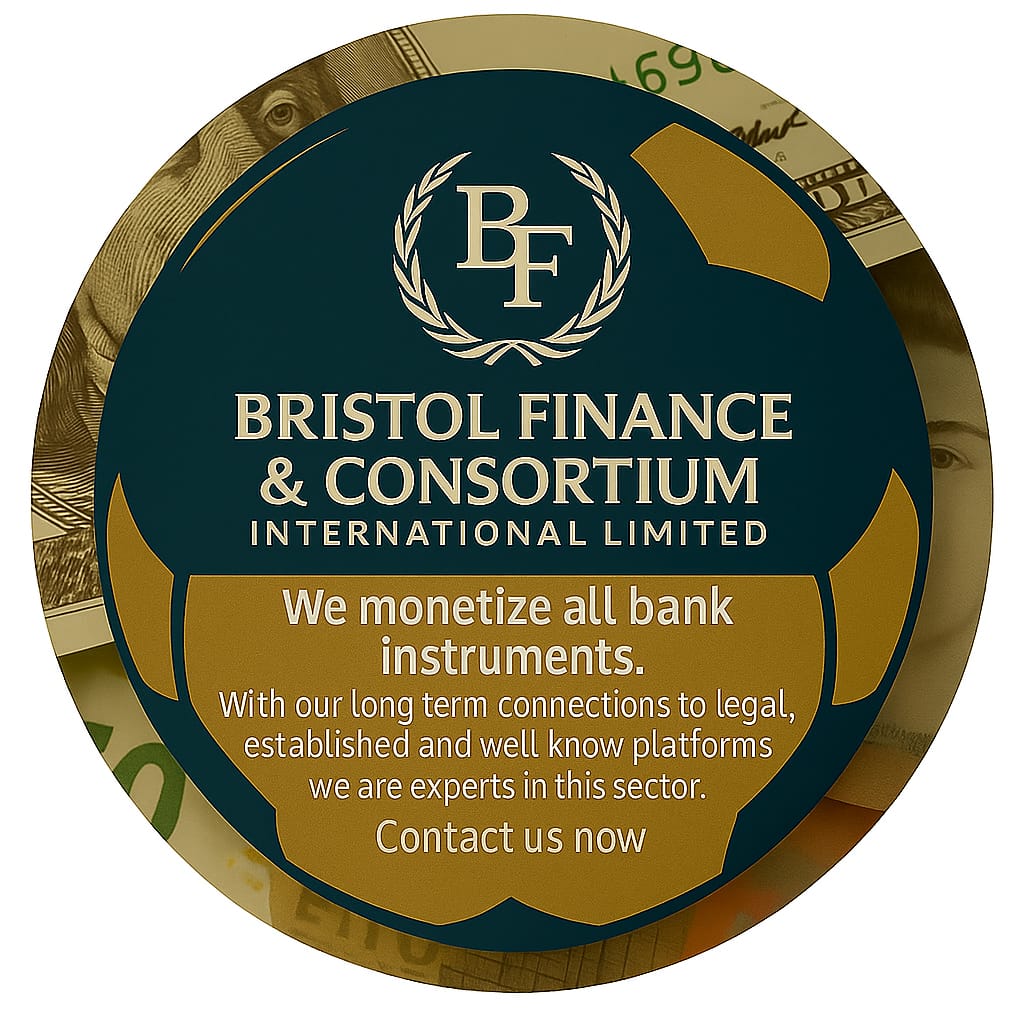 BF
BRISTOL FINANCE
& CONSORTIUM
INTERNATIONAL LIMITED
We monetize all bank
instruments.
With our long term connections to legal,
established and well know platforms
we are experts in this sector.
Contact us now